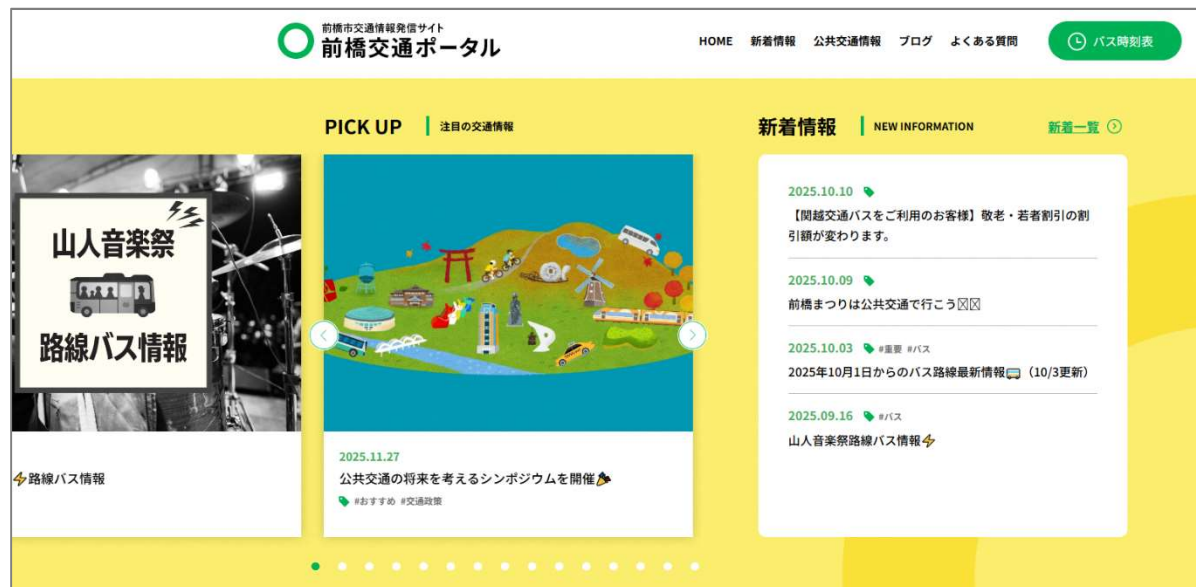 前橋市交通情報発信サイト
前橋交通ポータル
HOME 新着情報 公共交通情報 ブログ よくある質問 バス時刻表
PICK UP 注目の交通情報
山人音楽祭
路線バス情報
⚡路線バス情報
2025.11.27
公共交通の将来を考えるシンポジウムを開催🎉
#おすすめ #交通政策
新着情報 NEW INFORMATION 新着一覧
2025.10.10
【関越交通バスをご利用のお客様】敬老・若者割引の割
引額が変わります。
2025.10.09
前橋まつりは公共交通で行こう
2025.10.03 #重要 #バス
2025年10月1日からのバス路線最新情報🚌（10/3更新）
2025.09.16 #バス
山人音楽祭路線バス情報⚡